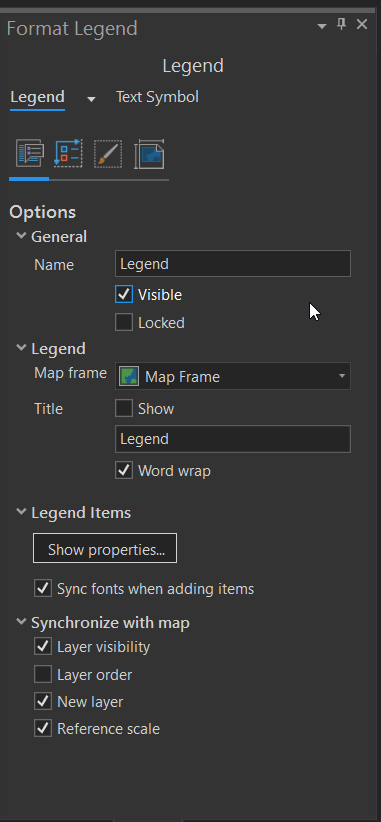 Format Legend
Legend
Legend Text Symbol
Options
General
Name Legend
Visible
Locked
Legend
Map frame Map Frame
Title Show
Legend
Word wrap
Legend Items
Show properties...
Sync fonts when adding items
Synchronize with map
Layer visibility
Layer order
New layer
Reference scale